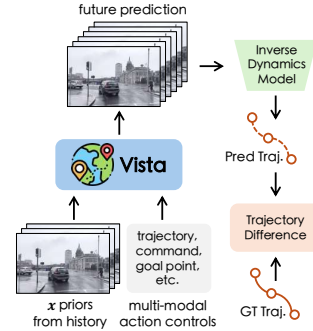 future prediction
Inverse
Dynamics
Model
Vista
Pred Traj.
trajectory,
command,
goal point,
etc.
Trajectory
Difference
x priors
from history
multi-modal
action controls
GT Traj.